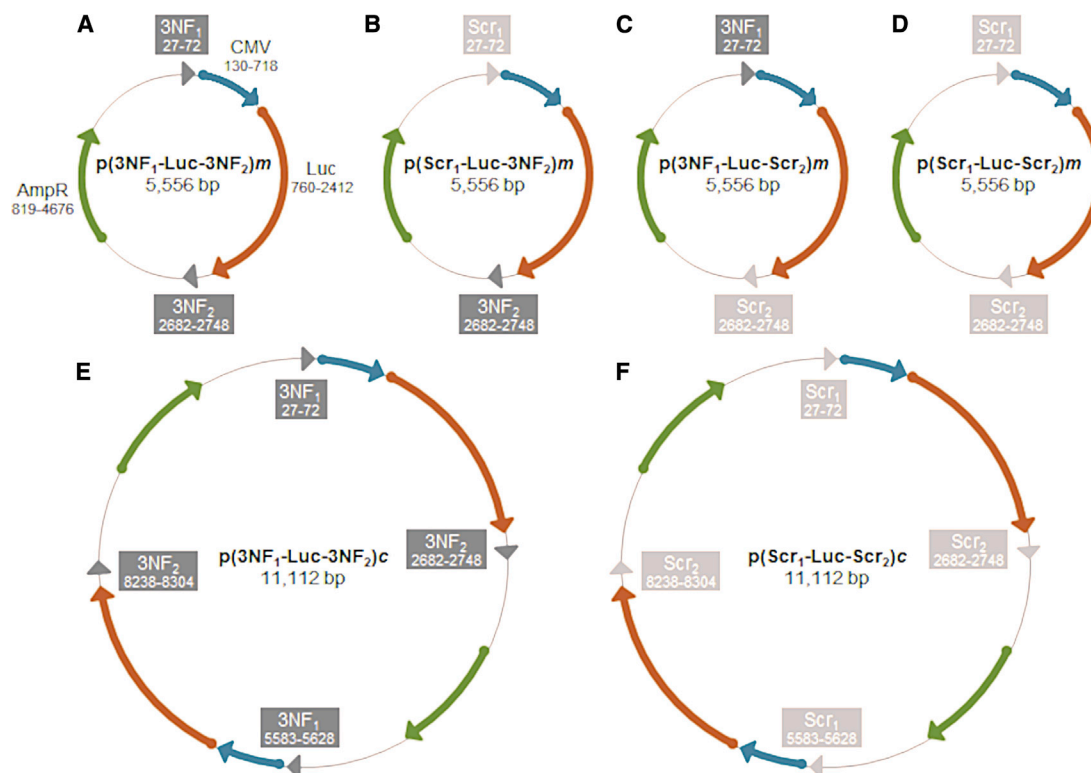 A
3NF₁
27-72
CMV
130-718
p(3NF₁-Luc-3NF₂)m
5,556 bp
Luc
760-2412
AmpR
819-4676
3NF₂
2682-2748
B
Scr₁
27-72
p(Scr₁-Luc-3NF₂)m
5,556 bp
3NF₂
2682-2748
C
3NF₁
27-72
p(3NF₁-Luc-Scr₂)m
5,556 bp
Scr₂
2682-2748
D
Scr₁
27-72
p(Scr₁-Luc-Scr₂)m
5,556 bp
Scr₂
2682-2748
E
3NF₁
27-72
3NF₂
2682-2748
p(3NF₁-Luc-3NF₂)c
11,112 bp
3NF₂
8238-8304
3NF₁
5583-5628
F
Scr₁
27-72
Scr₂
2682-2748
p(Scr₁-Luc-Scr₂)c
11,112 bp
Scr₂
8238-8304
Scr₁
5583-5628